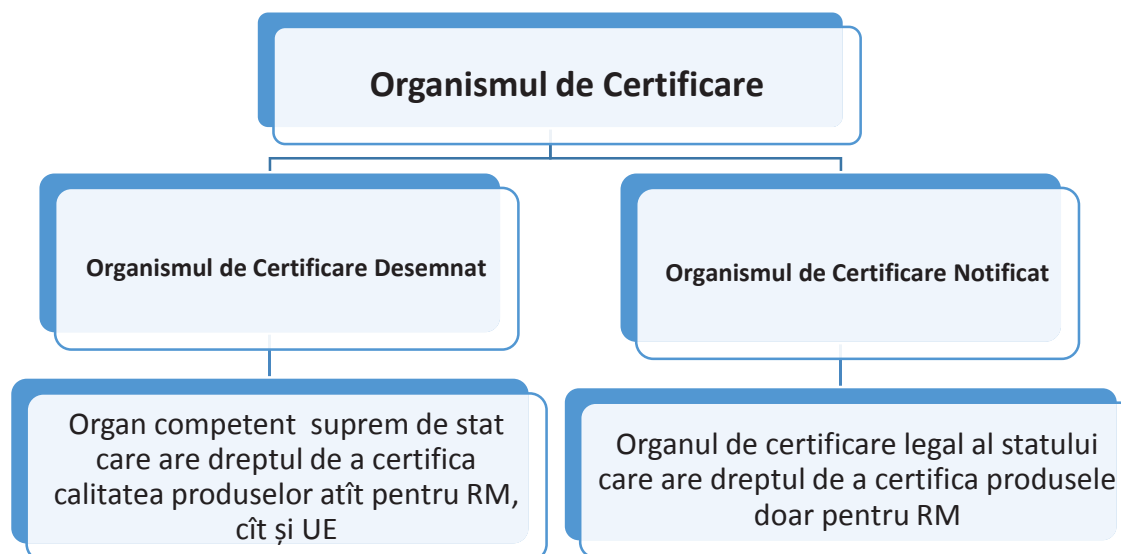 Organismul de Certificare
Organismul de Certificare Desemnat
Organismul de Certificare Notificat
Organ competent suprem de stat
care are dreptul de a certifica
calitatea produselor atît pentru RM,
cît și UE
Organul de certificare legal al statului
care are dreptul de a certifica produsele
doar pentru RM